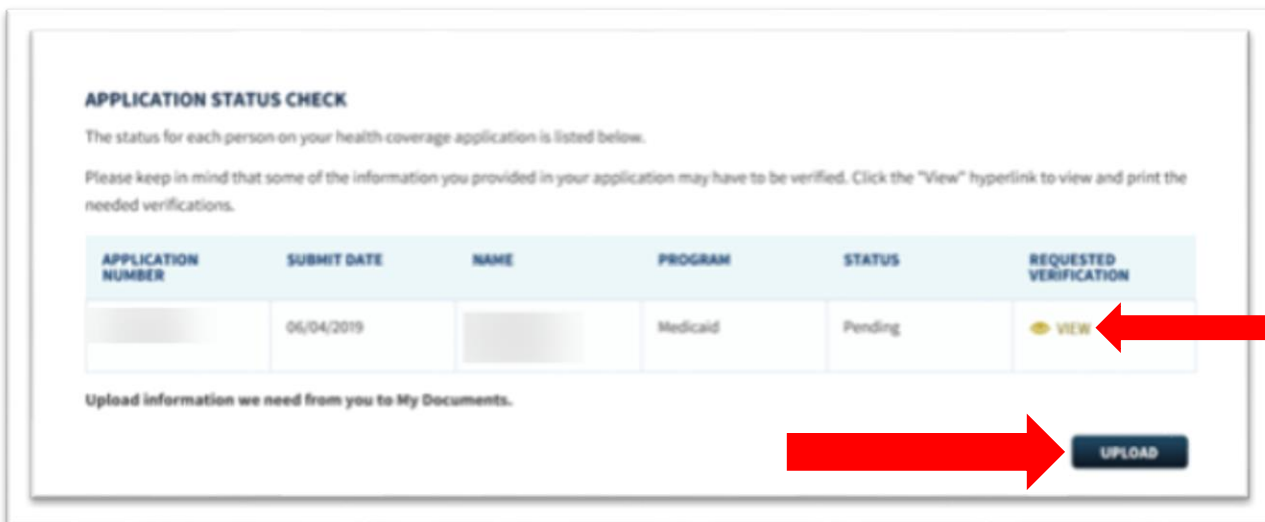 APPLICATION STATUS CHECK
The status for each person on your health coverage application is listed below.
Please keep in mind that some of the information you provided in your application may have to be verified. Click the "View" hyperlink to view and print the
needed verifications.
APPLICATION NUMBER SUBMIT DATE NAME PROGRAM STATUS REQUESTED VERIFICATION
06/04/2019 Medicaid Pending VIEW
Upload information we need from you to My Documents.
UPLOAD